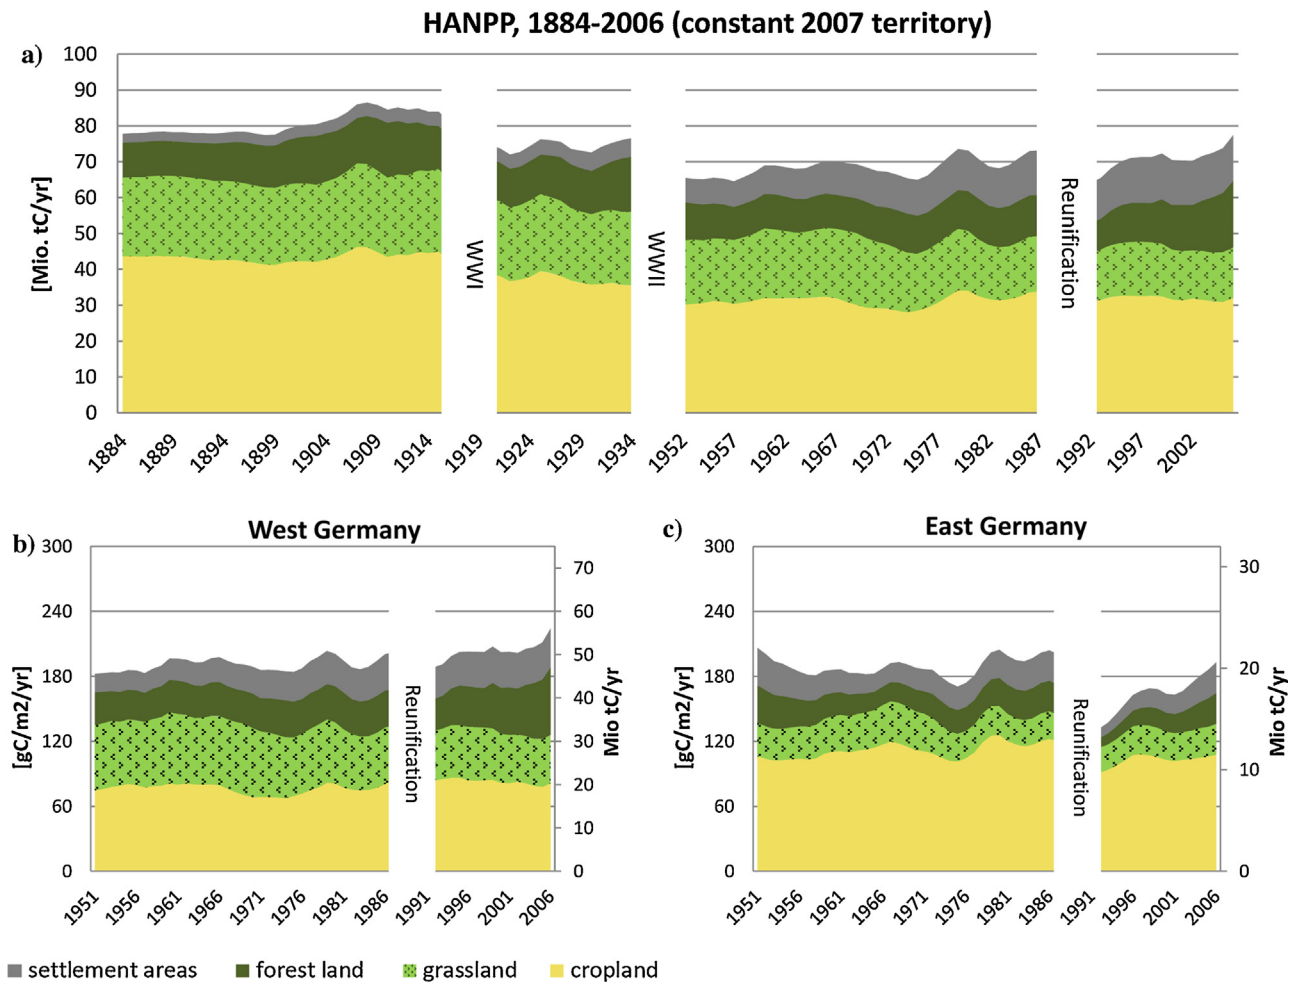 HANPP, 1884-2006 (constant 2007 territory)
a)
[Mio. tC/yr]
100
90
80
70
60
50
40
30
20
10
0
WWI
WWII
Reunification
1884 1889 1894 1899 1904 1909 1914 1919 1924 1929 1934 1952 1957 1962 1967 1972 1977 1982 1987 1992 1997 2002
b)
West Germany
[gC/m2/yr]
300
240
180
120
60
0
Reunification
70
60
50
40
30
20
10
0
Mio tC/yr
1951 1956 1961 1966 1971 1976 1981 1986 1991 1996 2001 2006
c)
East Germany
[gC/m2/yr]
300
240
180
120
60
0
Reunification
30
20
10
0
Mio tC/yr
1951 1956 1961 1966 1971 1976 1981 1986 1991 1996 2001 2006
settlement areas forest land grassland cropland